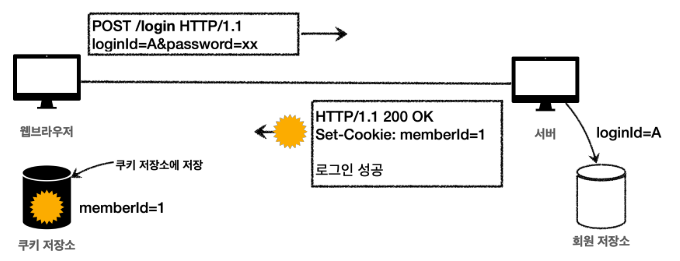 POST /login HTTP/1.1
loginId=A&password=xx
웹브라우저
서버
HTTP/1.1 200 OK
Set-Cookie: memberId=1
로그인 성공
loginId=A
쿠키 저장소에 저장
memberId=1
쿠키 저장소
회원 저장소